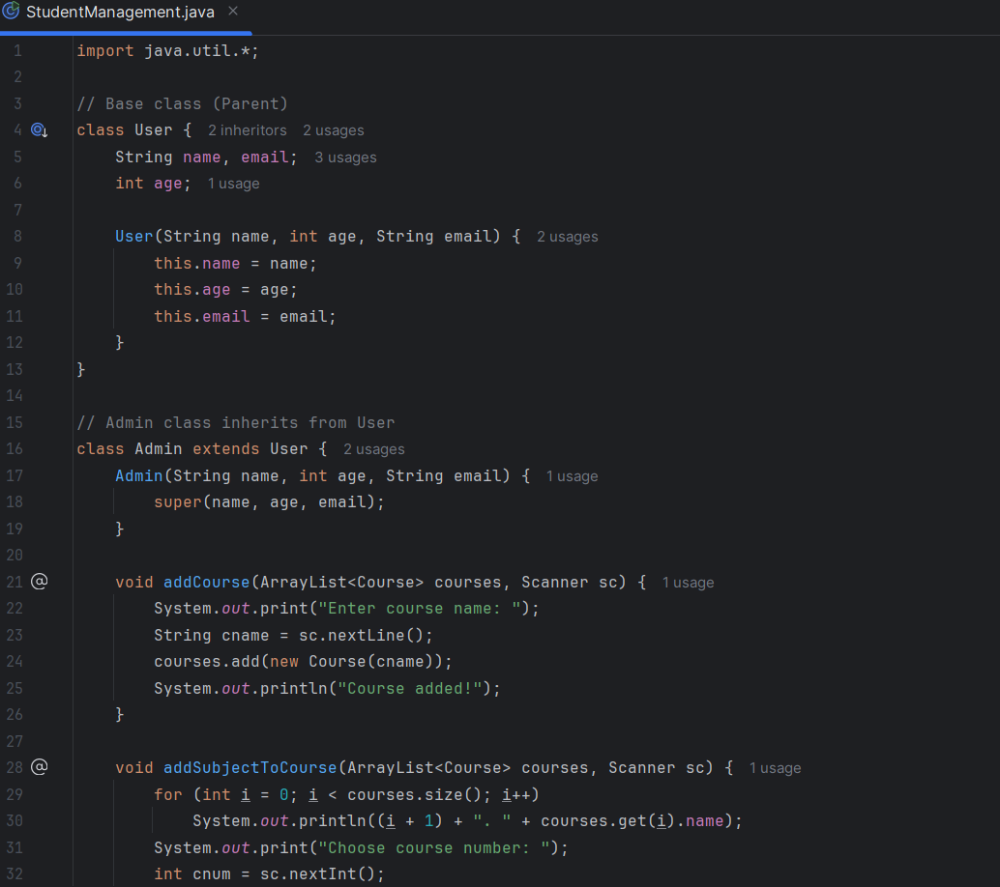 StudentManagement.java ×
1 import java.util.*;
2
3 // Base class (Parent)
4 class User { 2 inheritors 2 usages
5     String name, email; 3 usages
6     int age; 1 usage
7
8     User(String name, int age, String email) { 2 usages
9         this.name = name;
10         this.age = age;
11         this.email = email;
12     }
13 }
14
15 // Admin class inherits from User
16 class Admin extends User { 2 usages
17     Admin(String name, int age, String email) { 1 usage
18         super(name, age, email);
19     }
20
21 @     void addCourse(ArrayList<Course> courses, Scanner sc) { 1 usage
22         System.out.print("Enter course name: ");
23         String cname = sc.nextLine();
24         courses.add(new Course(cname));
25         System.out.println("Course added!");
26     }
27
28 @     void addSubjectToCourse(ArrayList<Course> courses, Scanner sc) { 1 usage
29         for (int i = 0; i < courses.size(); i++)
30             System.out.println((i + 1) + ". " + courses.get(i).name);
31         System.out.print("Choose course number: ");
32         int cnum = sc.nextInt();